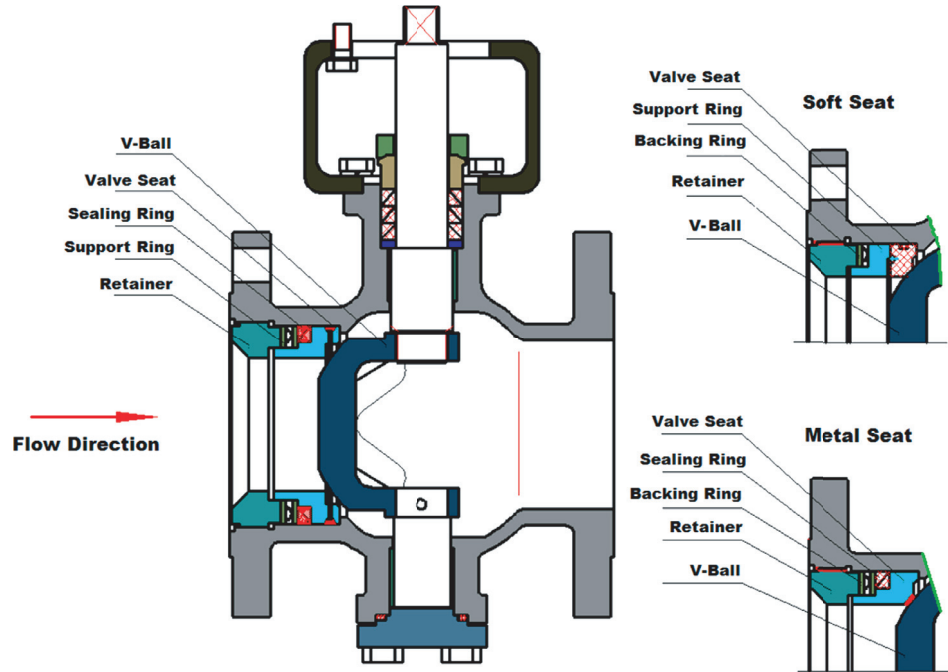 V-Ball
Valve Seat
Sealing Ring
Support Ring
Retainer
Flow Direction
Valve Seat
Soft Seat
Support Ring
Backing Ring
Retainer
V-Ball
Valve Seat
Metal Seat
Sealing Ring
Backing Ring
Retainer
V-Ball